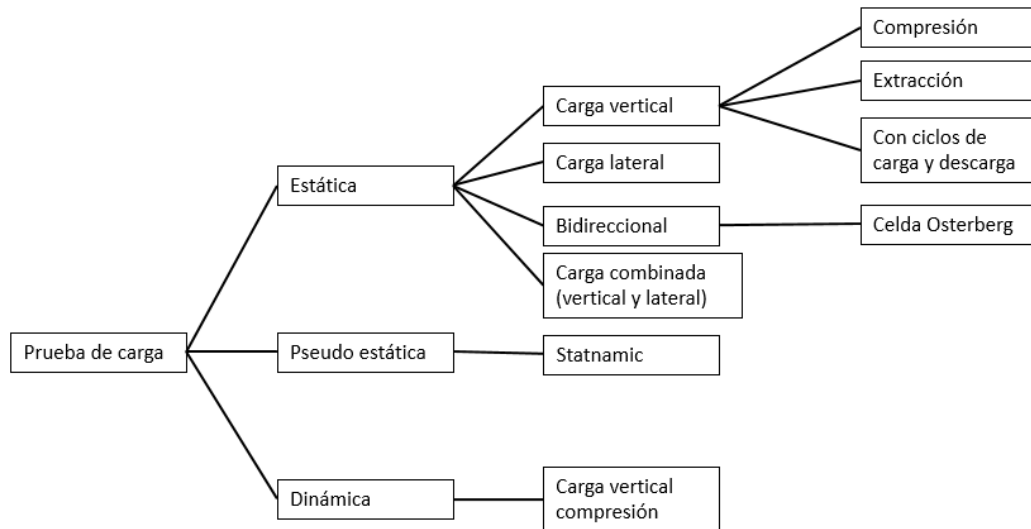 Compresión
Extracción
Carga vertical
Con ciclos de
carga y descarga
Carga lateral
Estática
Bidireccional
Celda Osterberg
Carga combinada
(vertical y lateral)
Prueba de carga
Pseudo estática
Statnamic
Dinámica
Carga vertical
compresión